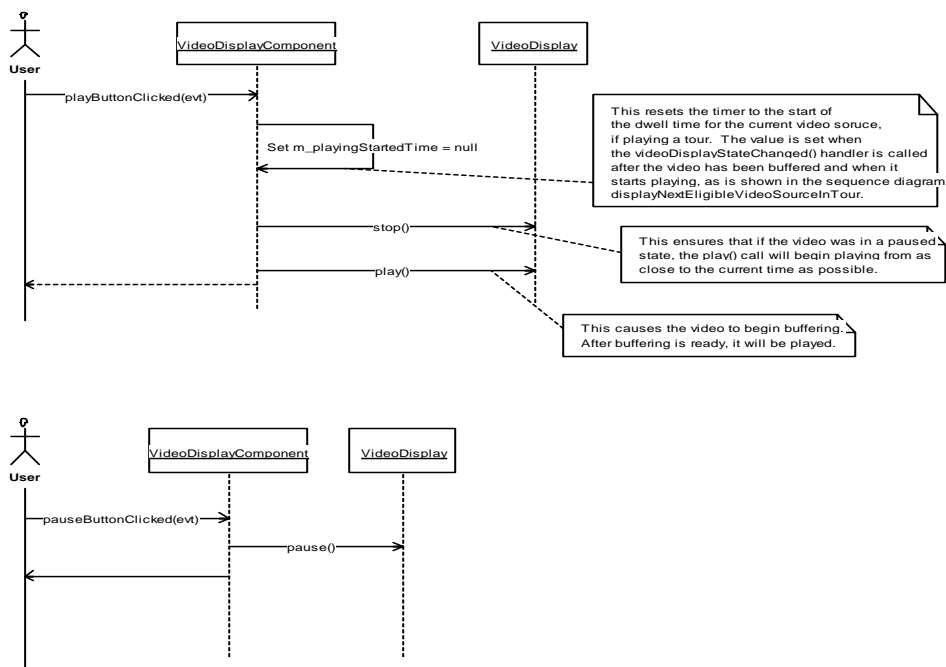 User
VideoDisplayComponent
VideoDisplay
playButtonClicked(evt)
Set m_playingStartedTime = null
This resets the timer to the start of
the dwell time for the current video soruce,
if playing a tour.  The value is set when
the videoDisplayStateChanged() handler is called
after the video has been buffered and when it
starts playing, as is shown in the sequence diagram
displayNextEligibleVideoSourceInTour.
stop()
This ensures that if the video was in a paused
state, the play() call will begin playing from as
close to the current time as possible.
play()
This causes the video to begin buffering.
After buffering is ready, it will be played.
User
VideoDisplayComponent
VideoDisplay
pauseButtonClicked(evt)
pause()